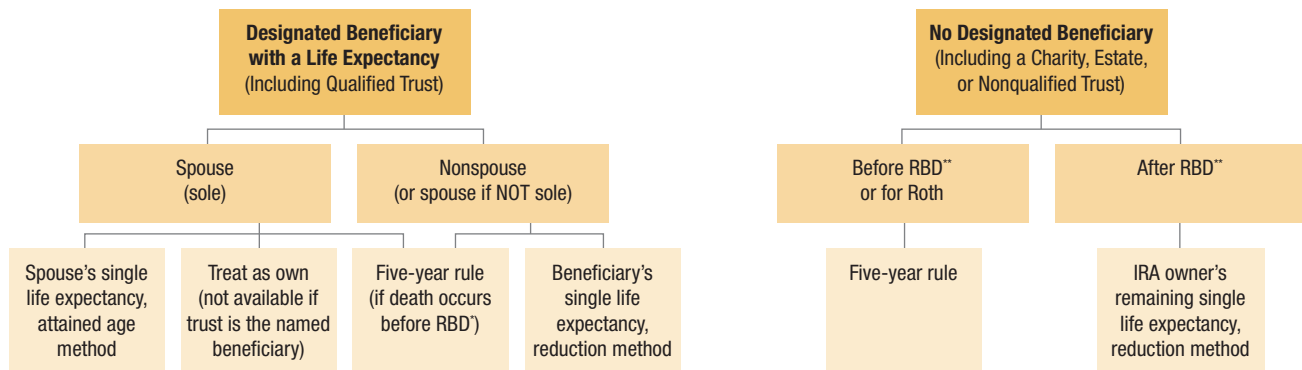 Designated Beneficiary
with a Life Expectancy
(Including Qualified Trust)
No Designated Beneficiary
(Including a Charity, Estate,
or Nonqualified Trust)
Spouse
(sole)
Nonspouse
(or spouse if NOT sole)
Before RBD**
or for Roth
After RBD**
Spouse's single
life expectancy,
attained age
method
Treat as own
(not available if
trust is the named
beneficiary)
Five-year rule
(if death occurs
before RBD*)
Beneficiary's
single life
expectancy,
reduction method
Five-year rule
IRA owner's
remaining single
life expectancy,
reduction method